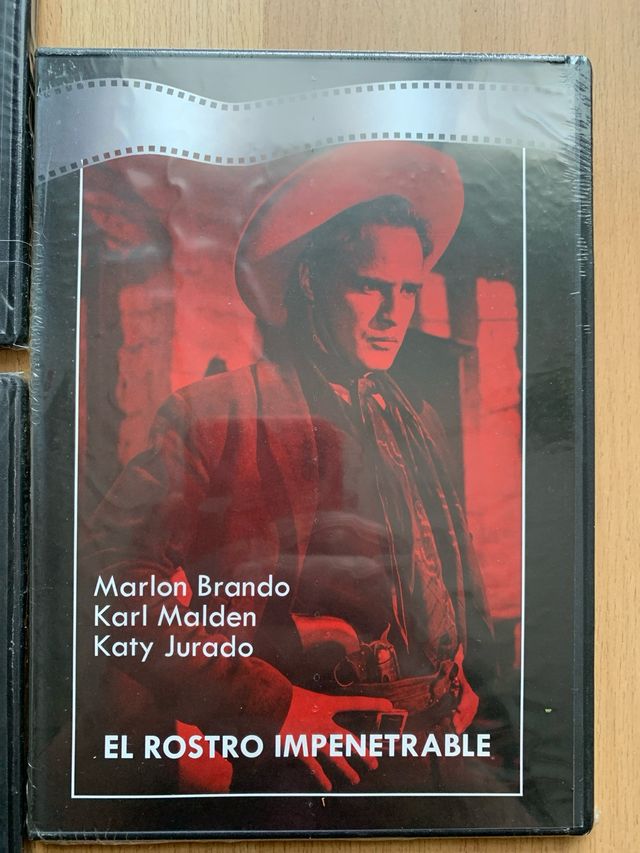 Marlon Brando
Karl Malden
Katy Jurado
EL ROSTRO IMPENETRABLE